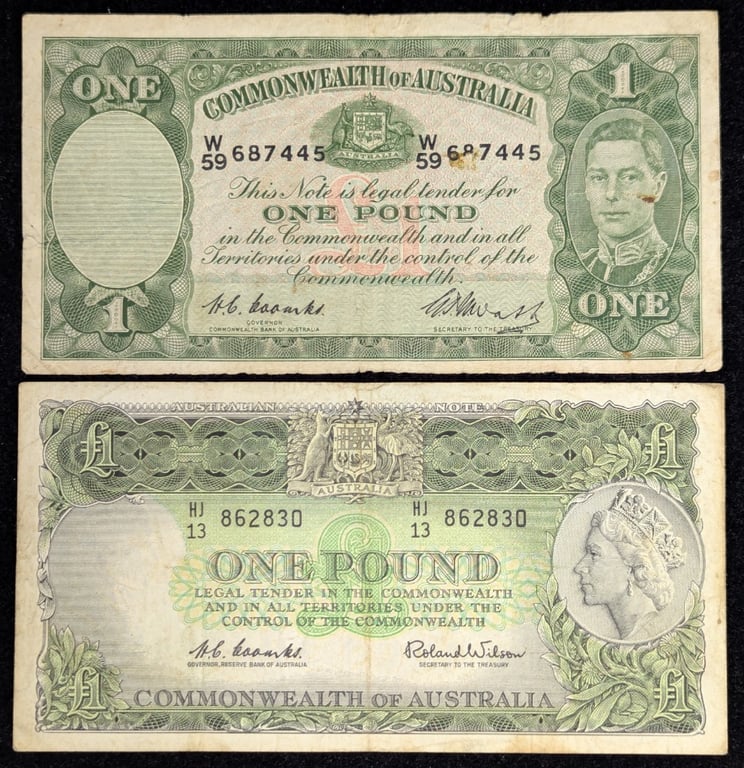 ONE
COMMONWEALTH OF AUSTRALIA
1
AUSTRALIA
W
59 687445
W
59 687445
This Note is legal tender for
ONE POUND
in the Commonwealth and in all
Territories under the control of the
Commonwealth.
£1
H.C. Coombs.
GOVERNOR
COMMONWEALTH BANK OF AUSTRALIA
SECRETARY TO THE TREASURY
1
ONE
AUSTRALIAN NOTE
£1
£1
AUSTRALIA
HJ
13 862830
HJ
13 862830
ONE POUND
LEGAL TENDER IN THE COMMONWEALTH
AND IN ALL TERRITORIES UNDER THE
CONTROL OF THE COMMONWEALTH
H.C. Coombs.
GOVERNOR, RESERVE BANK OF AUSTRALIA
Roland Wilson
SECRETARY TO THE TREASURY
£1
£1
COMMONWEALTH OF AUSTRALIA